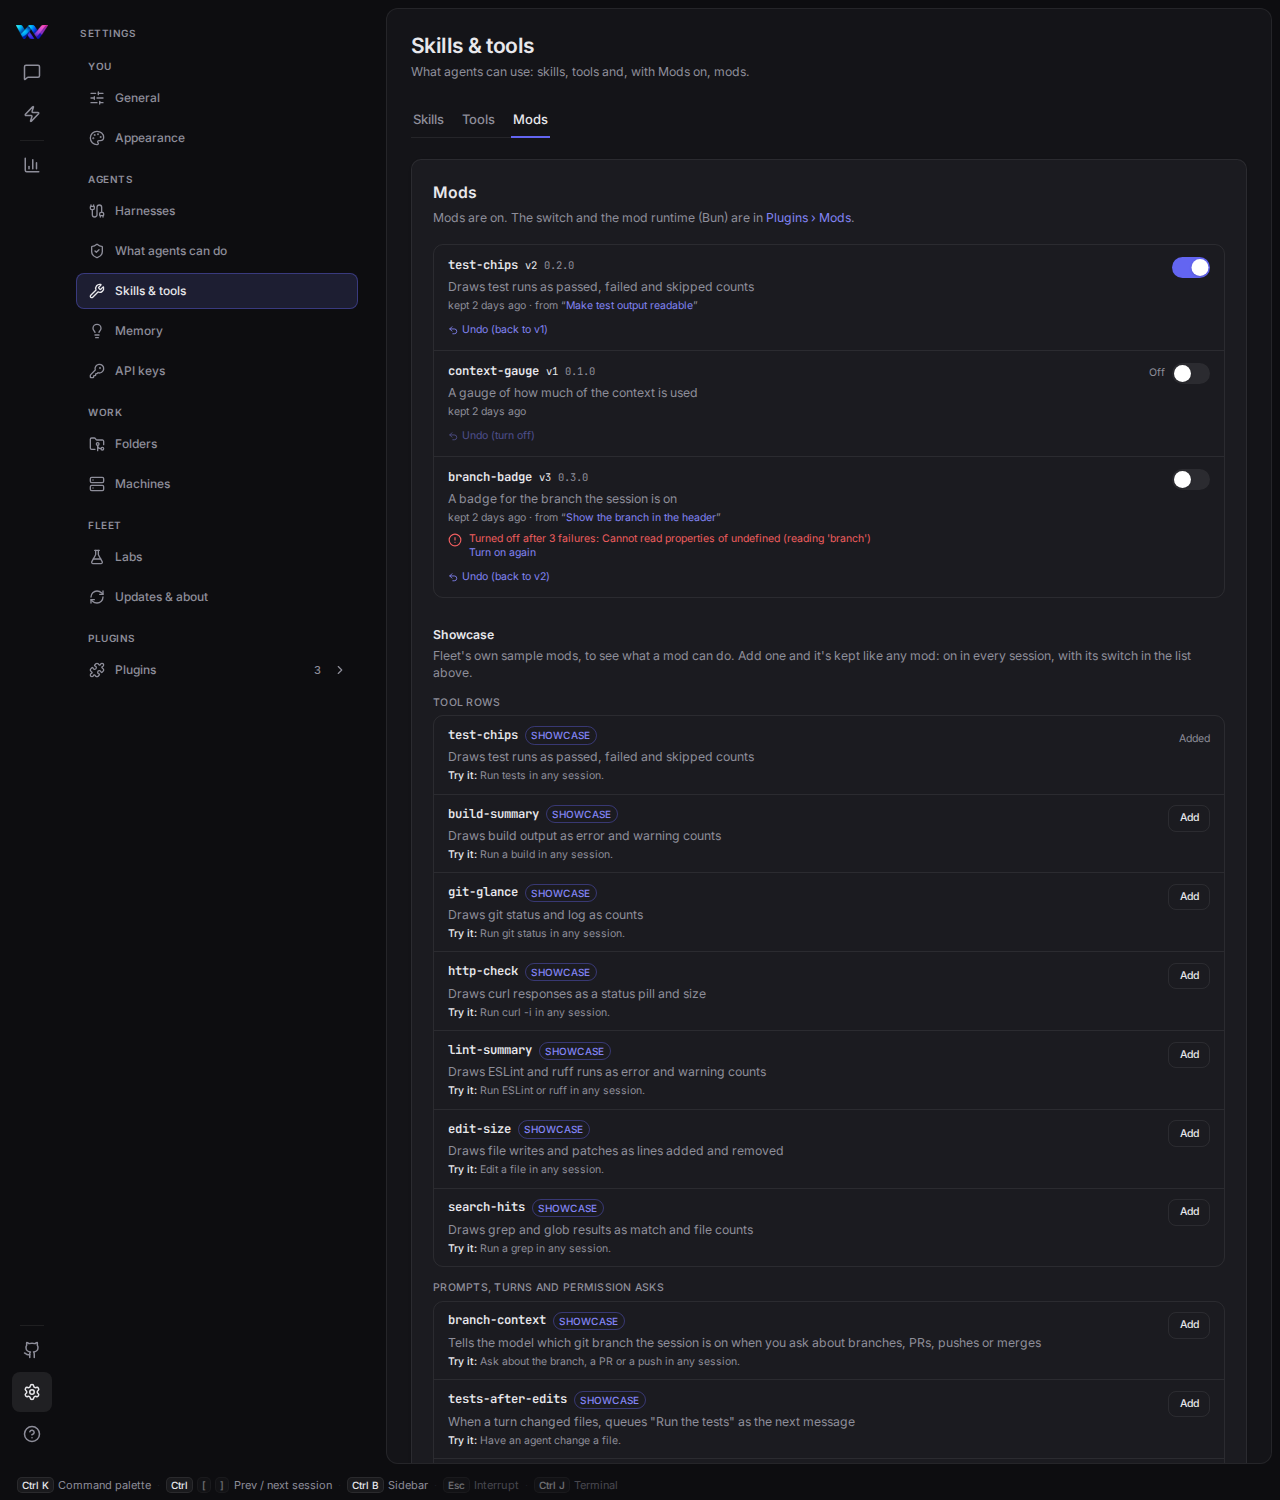 SETTINGS
YOU
General
Appearance
AGENTS
Harnesses
What agents can do
Skills & tools
Memory
API keys
WORK
Folders
Machines
FLEET
Labs
Updates & about
PLUGINS
Plugins 3
Skills & tools
What agents can use: skills, tools and, with Mods on, mods.
Skills Tools Mods
Mods
Mods are on. The switch and the mod runtime (Bun) are in Plugins › Mods.
test-chips v2 0.2.0
Draws test runs as passed, failed and skipped counts
kept 2 days ago · from “Make test output readable”
Undo (back to v1)
context-gauge v1 0.1.0 Off
A gauge of how much of the context is used
kept 2 days ago
Undo (turn off)
branch-badge v3 0.3.0
A badge for the branch the session is on
kept 2 days ago · from “Show the branch in the header”
Turned off after 3 failures: Cannot read properties of undefined (reading 'branch')
Turn on again
Undo (back to v2)
Showcase
Fleet's own sample mods, to see what a mod can do. Add one and it's kept like any mod: on in every session, with its switch in the list
above.
TOOL ROWS
test-chips SHOWCASE Added
Draws test runs as passed, failed and skipped counts
Try it: Run tests in any session.
build-summary SHOWCASE Add
Draws build output as error and warning counts
Try it: Run a build in any session.
git-glance SHOWCASE Add
Draws git status and log as counts
Try it: Run git status in any session.
http-check SHOWCASE Add
Draws curl responses as a status pill and size
Try it: Run curl -i in any session.
lint-summary SHOWCASE Add
Draws ESLint and ruff runs as error and warning counts
Try it: Run ESLint or ruff in any session.
edit-size SHOWCASE Add
Draws file writes and patches as lines added and removed
Try it: Edit a file in any session.
search-hits SHOWCASE Add
Draws grep and glob results as match and file counts
Try it: Run a grep in any session.
PROMPTS, TURNS AND PERMISSION ASKS
branch-context SHOWCASE Add
Tells the model which git branch the session is on when you ask about branches, PRs, pushes or merges
Try it: Ask about the branch, a PR or a push in any session.
tests-after-edits SHOWCASE Add
When a turn changed files, queues "Run the tests" as the next message
Try it: Have an agent change a file.
Ctrl K Command palette Ctrl [ ] Prev / next session Ctrl B Sidebar Esc Interrupt Ctrl J Terminal